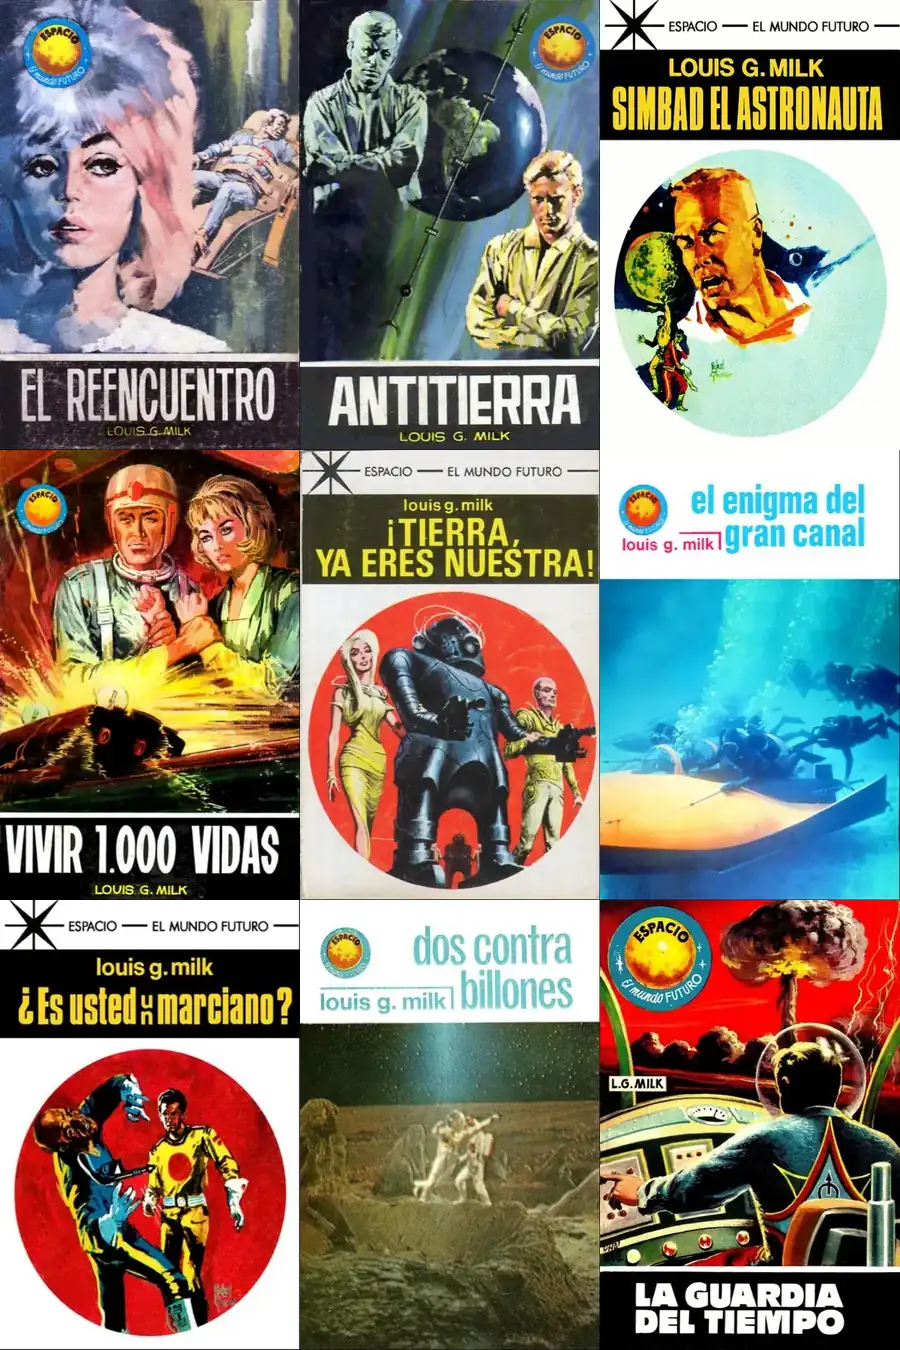 ESPACIO
El mundo FUTURO
EL REENCUENTRO
LOUIS G. MILK
ESPACIO
El mundo FUTURO
ANTITIERRA
LOUIS G. MILK
ESPACIO — EL MUNDO FUTURO
LOUIS G. MILK
SIMBAD EL ASTRONAUTA
ESPACIO
El mundo FUTURO
VIVIR 1.000 VIDAS
LOUIS G. MILK
ESPACIO — EL MUNDO FUTURO
louis g. milk
¡TIERRA,
YA ERES NUESTRA!
ESPACIO
El mundo FUTURO
el enigma del
louis g. milk gran canal
ESPACIO — EL MUNDO FUTURO
louis g. milk
¿Es usted un marciano?
ESPACIO
El mundo FUTURO
dos contra
louis g. milk billones
ESPACIO
El mundo FUTURO
L.G. MILK
LA GUARDIA
DEL TIEMPO